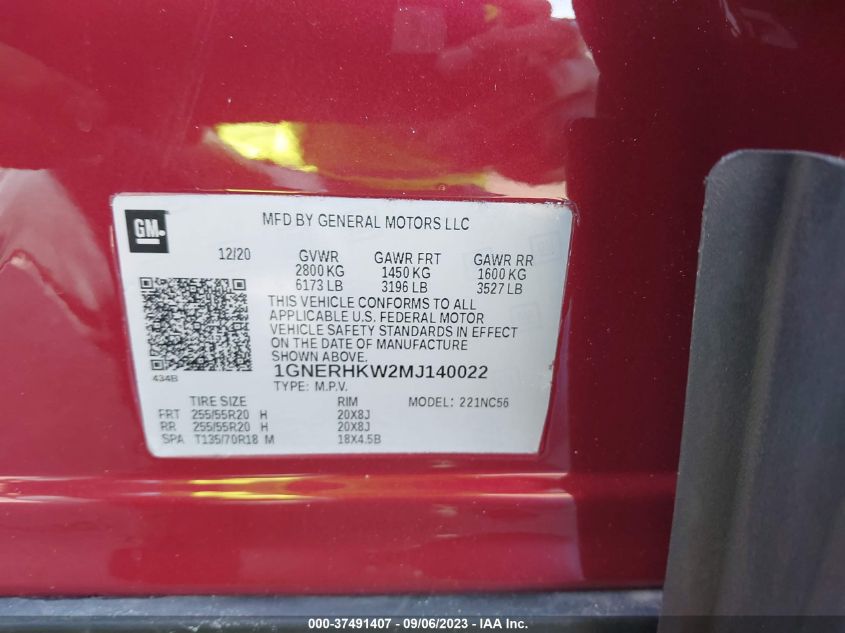 GM
MFD BY GENERAL MOTORS LLC
12/20 GVWR GAWR FRT GAWR RR
2800 KG 1450 KG 1600 KG
6173 LB 3196 LB 3527 LB
THIS VEHICLE CONFORMS TO ALL
APPLICABLE U.S. FEDERAL MOTOR
VEHICLE SAFETY STANDARDS IN EFFECT
ON THE DATE OF MANUFACTURE
SHOWN ABOVE.
434B
1GNERHKW2MJ140022
TYPE: M.P.V.
TIRE SIZE RIM MODEL: 221NC56
FRT 255/55R20 H 20X8J
RR 255/55R20 H 20X8J
SPA T135/70R18 M 18X4.5B
000-37491407 - 09/06/2023 - IAA Inc.